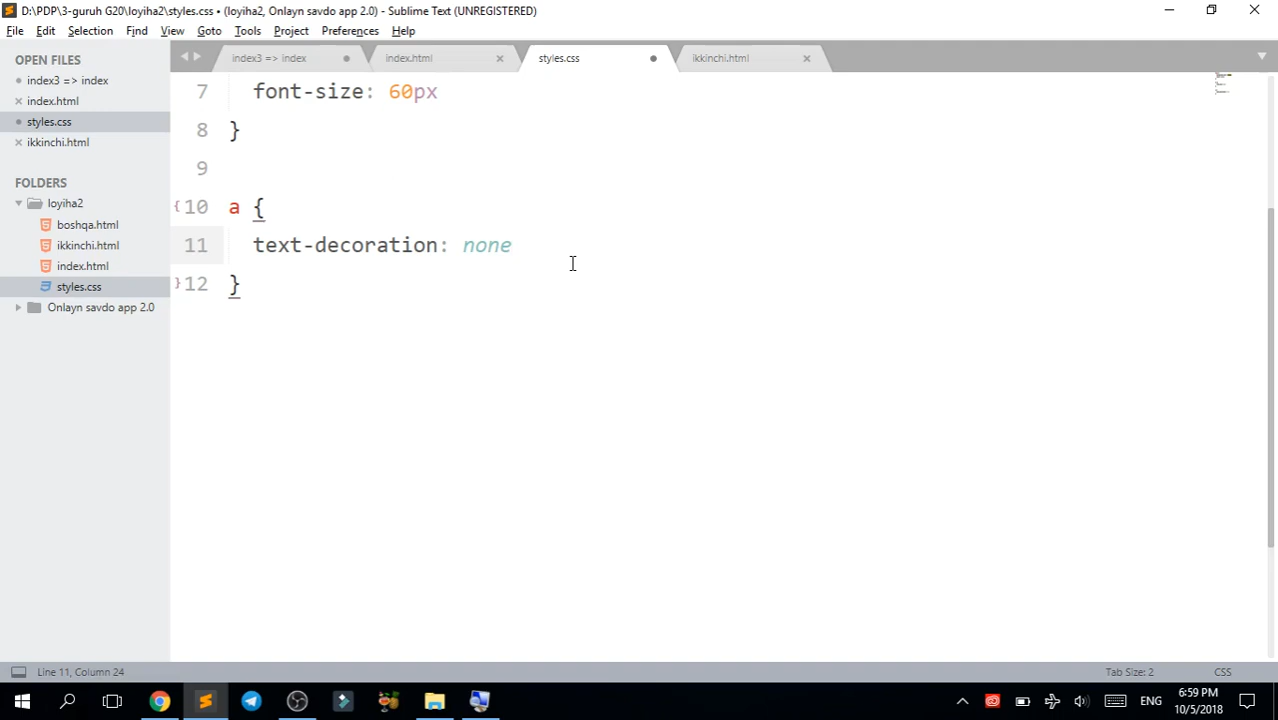 D:\PDP\3-guruh G20\loyiha2\styles.css • (loyiha2, Onlayn savdo app 2.0) - Sublime Text (UNREGISTERED)
File Edit Selection Find View Goto Tools Project Preferences Help
OPEN FILES
index3 => index
index.html
styles.css
ikkinchi.html
FOLDERS
loyiha2
boshqa.html
ikkinchi.html
index.html
styles.css
Onlayn savdo app 2.0
index3 => index index.html styles.css ikkinchi.html
7 font-size: 60px
8 }
9
10 a {
11 text-decoration: none
12 }
Line 11, Column 24 Tab Size: 2 CSS
ENG 6:59 PM
10/5/2018